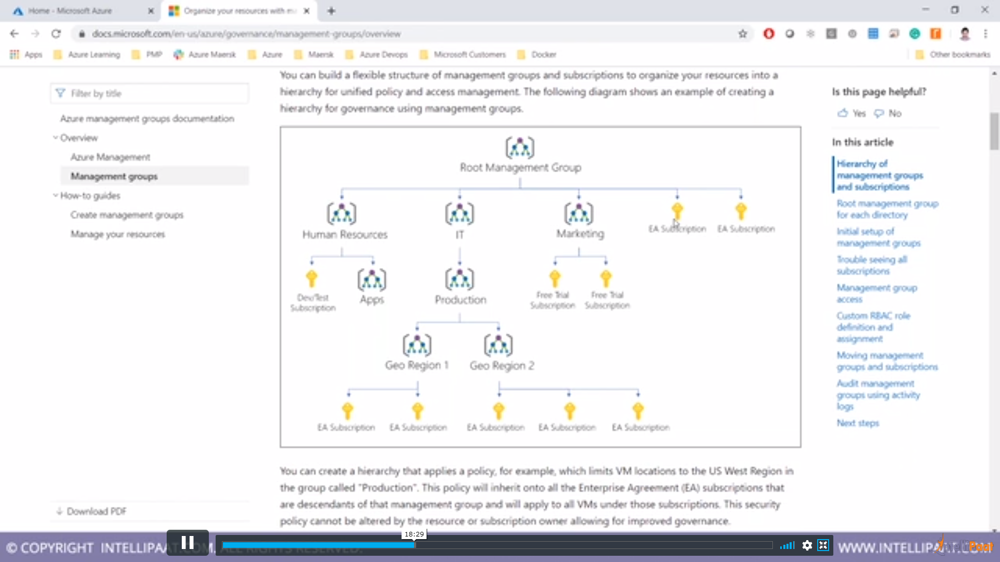 Home - Microsoft Azure
Organize your resources with ma
docs.microsoft.com/en-us/azure/governance/management-groups/overview
Apps
Azure Learning
PMP
Azure Maersk
Azure
Maersk
Azure Devops
Microsoft Customers
Docker
Other bookmarks
Filter by title
Azure management groups documentation
Overview
Azure Management
Management groups
How-to guides
Create management groups
Manage your resources
Download PDF
You can build a flexible structure of management groups and subscriptions to organize your resources into a
hierarchy for unified policy and access management. The following diagram shows an example of creating a
hierarchy for governance using management groups.
Root Management Group
Human Resources
IT
Marketing
EA Subscription
EA Subscription
Dev/Test
Subscription
Apps
Production
Free Trial
Subscription
Free Trial
Subscription
Geo Region 1
Geo Region 2
EA Subscription
EA Subscription
EA Subscription
EA Subscription
EA Subscription
You can create a hierarchy that applies a policy, for example, which limits VM locations to the US West Region in
the group called "Production". This policy will inherit onto all the Enterprise Agreement (EA) subscriptions that
are descendants of that management group and will apply to all VMs under those subscriptions. This security
policy cannot be altered by the resource or subscription owner allowing for improved governance.
Is this page helpful?
Yes
No
In this article
Hierarchy of
management groups
and subscriptions
Root management group
for each directory
Initial setup of
management groups
Trouble seeing all
subscriptions
Management group
access
Custom RBAC role
definition and
assignment
Moving management
groups and subscriptions
Audit management
groups using activity
logs
Next steps
18:29
© COPYRIGHT INTELLIPAAT.COM. ALL RIGHTS RESERVED.
WWW.INTELLIPAAT.COM